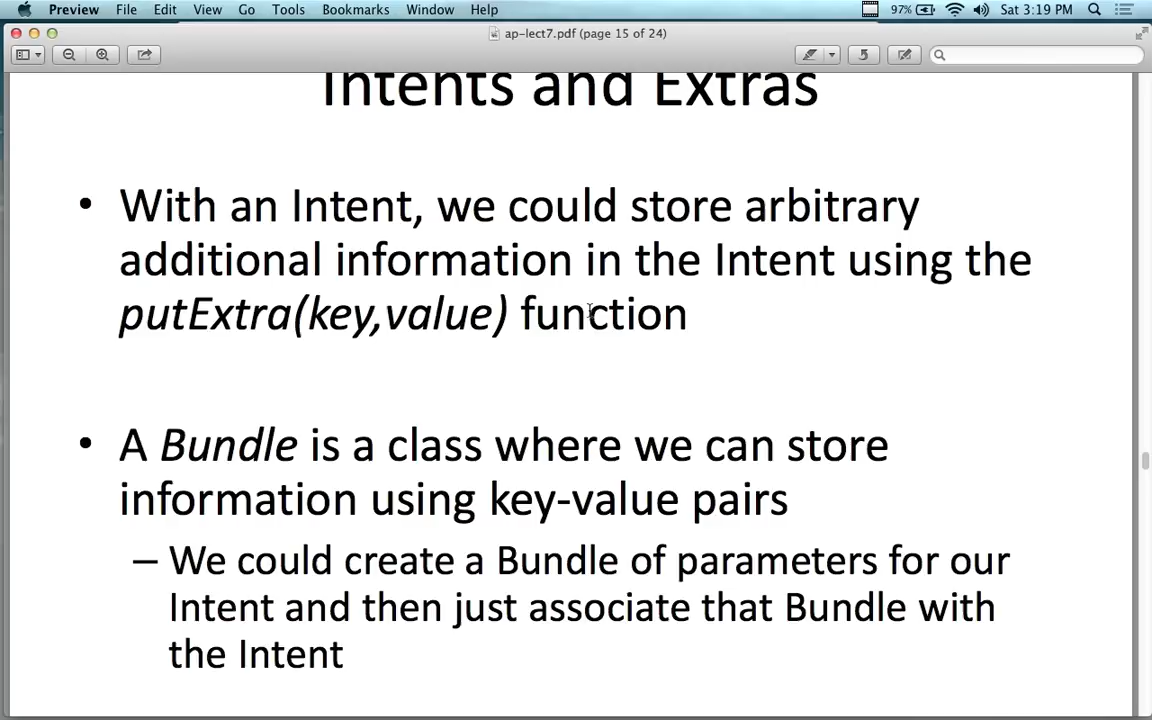 Preview File Edit View Go Tools Bookmarks Window Help 97% Sat 3:19 PM
ap-lect7.pdf (page 15 of 24)
Intents and Extras
• With an Intent, we could store arbitrary
additional information in the Intent using the
putExtra(key,value) function
• A Bundle is a class where we can store
information using key-value pairs
– We could create a Bundle of parameters for our
Intent and then just associate that Bundle with
the Intent